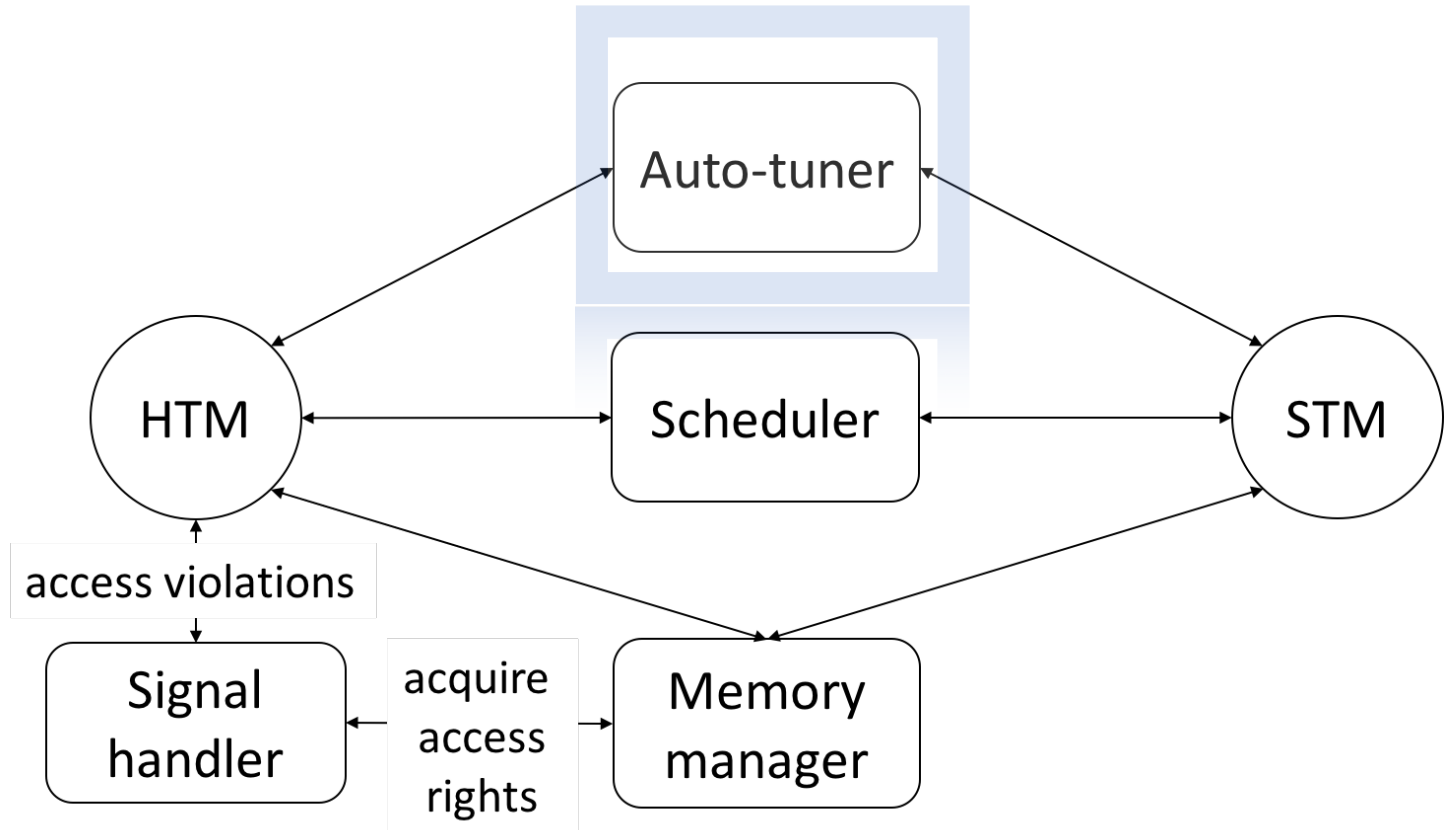 Auto-tuner
HTM
Scheduler
STM
access violations
Signal
handler
acquire
access
rights
Memory
manager